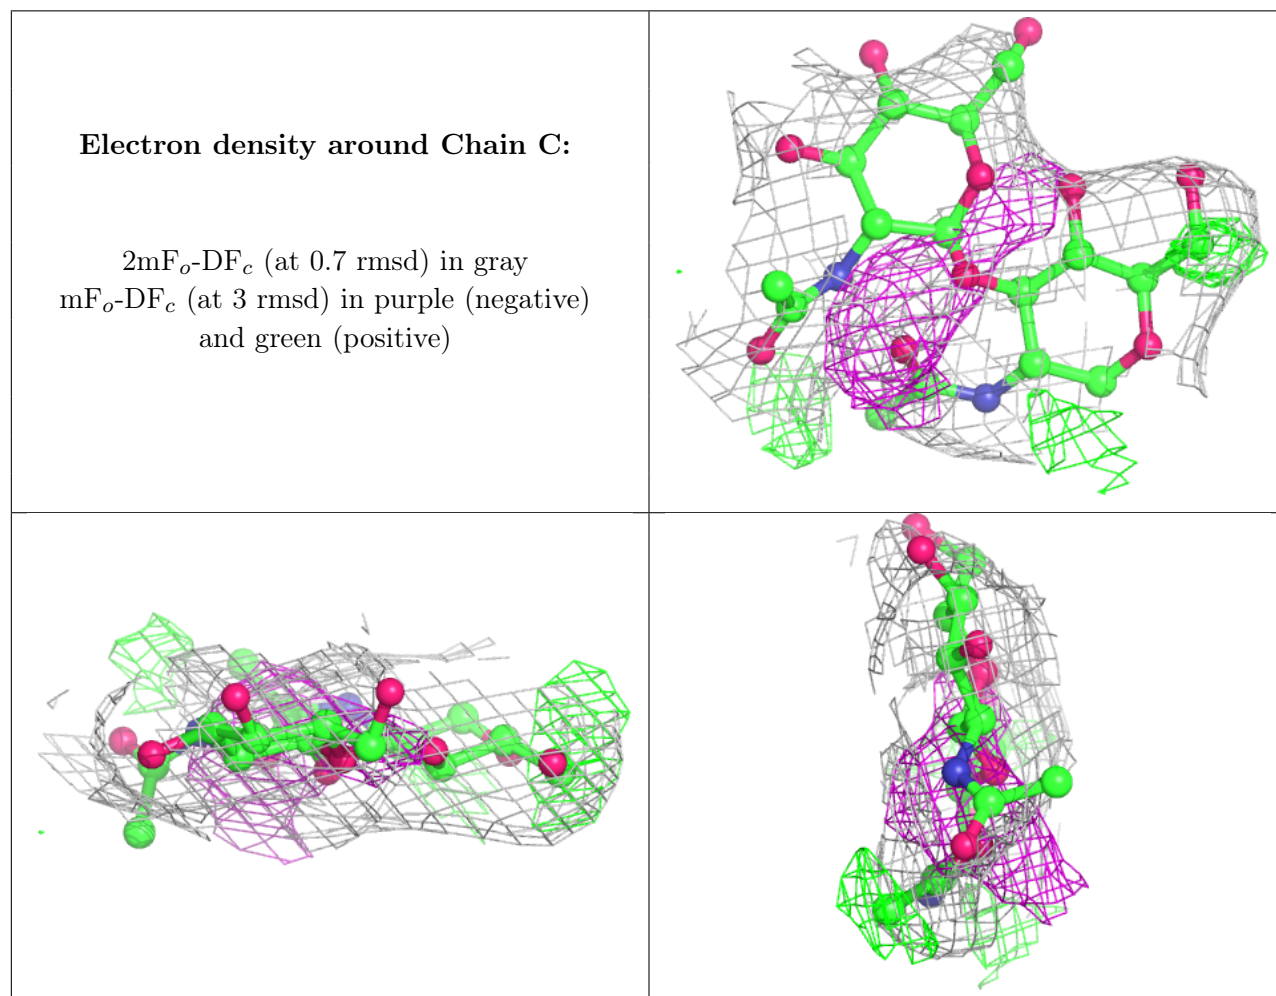 Electron density around Chain C:
2mFₒ-DF𝒸 (at 0.7 rmsd) in gray
mFₒ-DF𝒸 (at 3 rmsd) in purple (negative)
and green (positive)